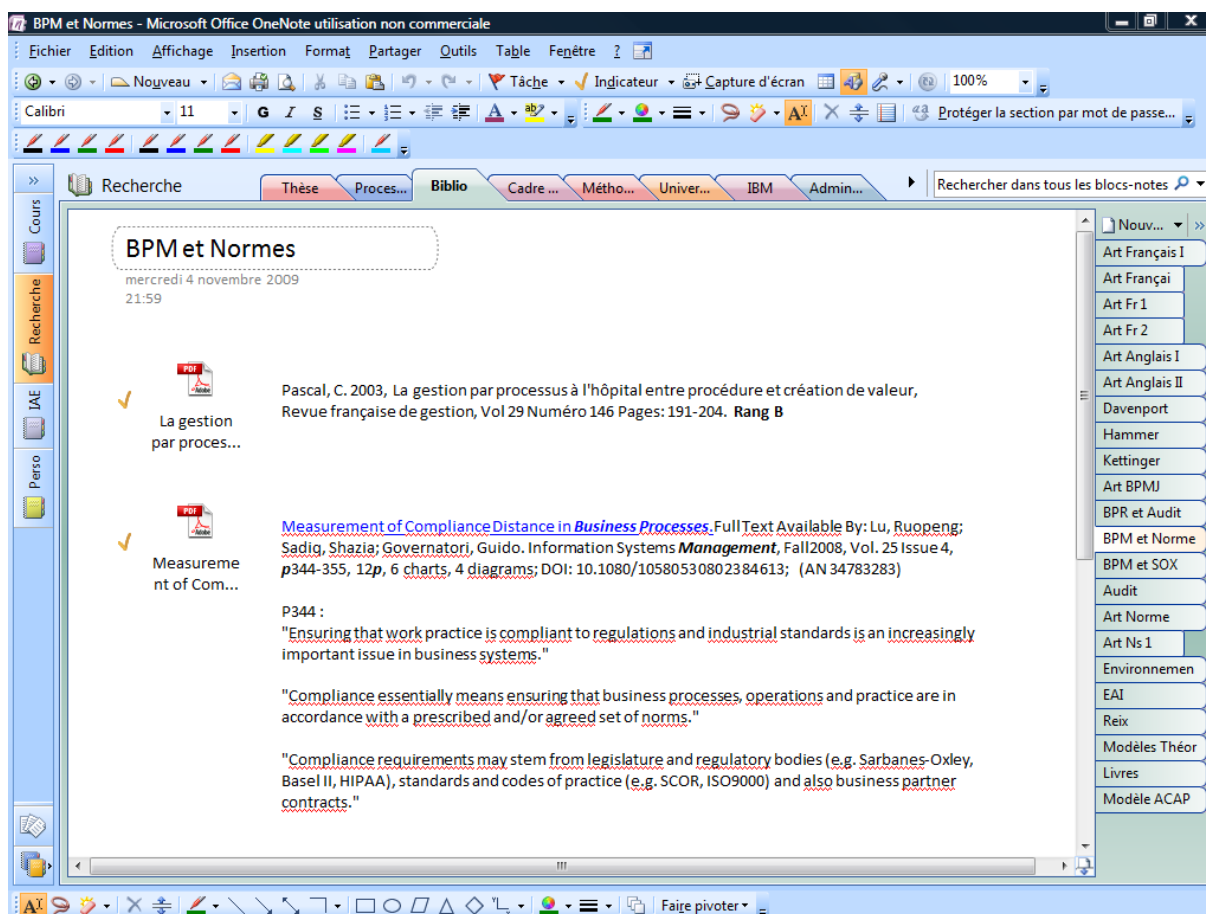 BPM et Normes - Microsoft Office OneNote utilisation non commerciale
Fichier Edition Affichage Insertion Format Partager Outils Tableau Fenêtre ?
Nouveau Tâche Indicateur Capture d'écran 100%
Calibri 11 G I S Protéger la section par mot de passe...
Recherche Thèse Proces... Biblio Cadre ... Métho... Univer... IBM Admin... Rechercher dans tous les blocs-notes
Cours
Recherche
IAE
Perso
BPM et Normes
mercredi 4 novembre 2009
21:59
PDF
Adobe
La gestion
par proces...
Pascal, C. 2003, La gestion par processus à l'hôpital entre procédure et création de valeur,
Revue française de gestion, Vol 29 Numéro 146 Pages: 191-204. Rang B
PDF
Adobe
Measureme
nt of Com...
Measurement of Compliance Distance in Business Processes.FullText Available By: Lu, Ruopeng;
Sadiq, Shazia; Governatori, Guido. Information Systems Management, Fall2008, Vol. 25 Issue 4,
p344-355, 12p, 6 charts, 4 diagrams; DOI: 10.1080/10580530802384613; (AN 34783283)
P344 :
"Ensuring that work practice is compliant to regulations and industrial standards is an increasingly
important issue in business systems."
"Compliance essentially means ensuring that business processes, operations and practice are in
accordance with a prescribed and/or agreed set of norms."
"Compliance requirements may stem from legislature and regulatory bodies (e.g. Sarbanes-Oxley,
Basel II, HIPAA), standards and codes of practice (e.g. SCOR, ISO9000) and also business partner
contracts."
Nouv...
Art Français I
Art Françai
Art Fr 1
Art Fr 2
Art Anglais I
Art Anglais II
Davenport
Hammer
Kettinger
Art BPMJ
BPR et Audit
BPM et Norme
BPM et SOX
Audit
Art Norme
Art Ns 1
Environnemen
EAI
Reix
Modèles Théor
Livres
Modèle ACAP
Faire pivoter